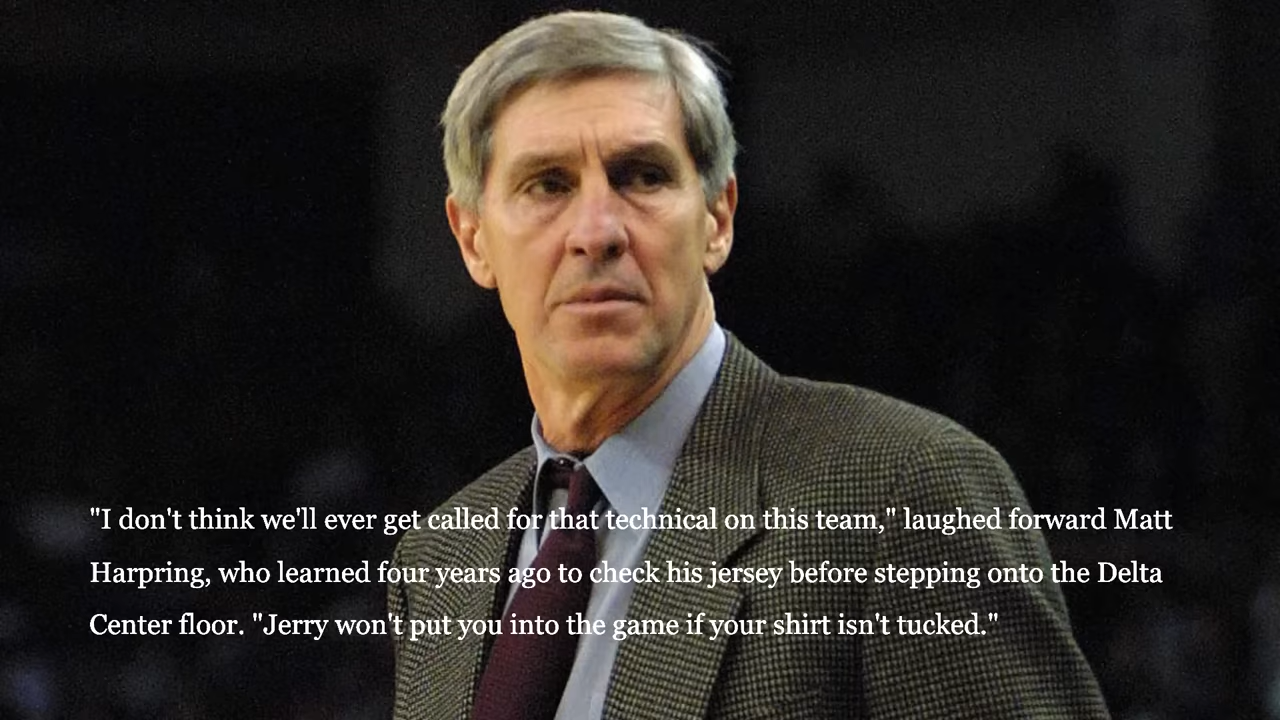 "I don't think we'll ever get called for that technical on this team," laughed forward Matt
Harpring, who learned four years ago to check his jersey before stepping onto the Delta
Center floor. "Jerry won't put you into the game if your shirt isn't tucked."